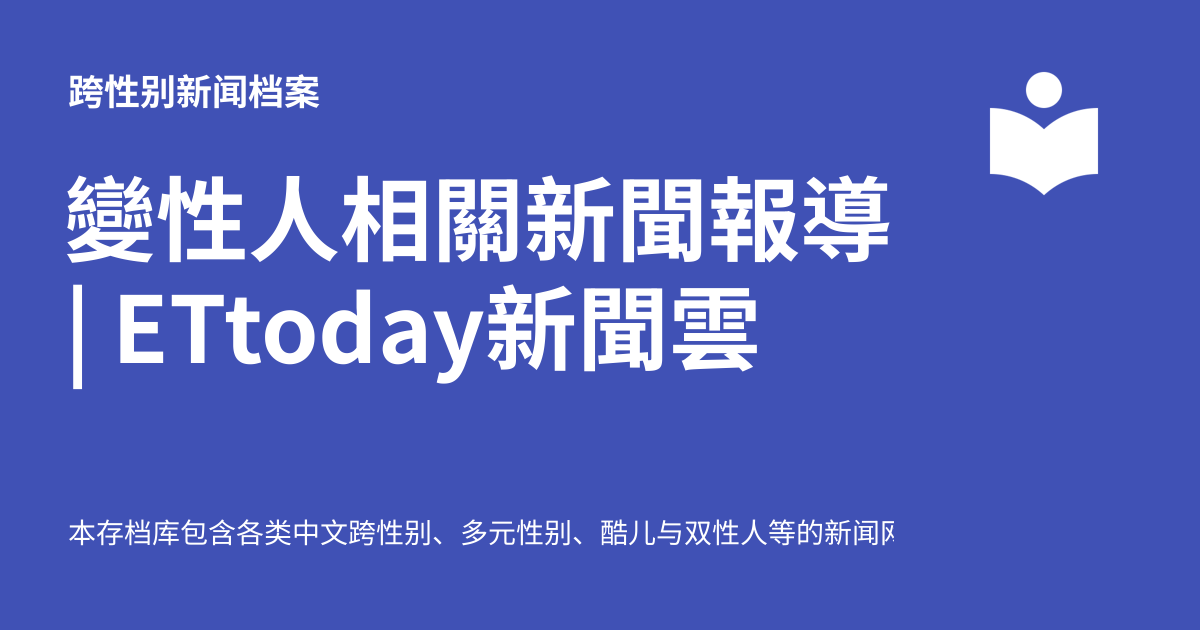 跨性别新闻档案
變性人相關新聞報導
| ETtoday新聞雲
本存档库包含各类中文跨性别、多元性别、酷儿与双性人等的新闻